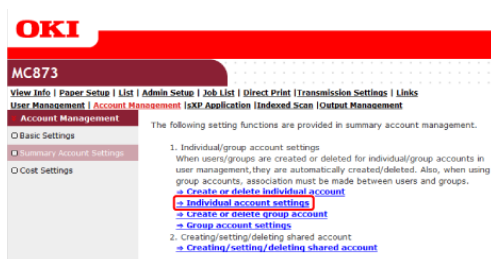 OKI
MC873
View Info | Paper Setup | List | Admin Setup | Job List | Direct Print |Transmission Settings | Links
User Management | Account Management |sXP Application |Indexed Scan |Output Management
Account Management
Basic Settings
Summary Account Settings
Cost Settings
The following setting functions are provided in summary account management.
1. Individual/group account settings
When users/groups are created or deleted for individual/group accounts in
user management,they are automatically created/deleted. Also, when using
group accounts, association must be made between users and groups.
⇒ Create or delete individual account
⇒ Individual account settings
⇒ Create or delete group account
⇒ Group account settings
2. Creating/setting/deleting shared account
⇒ Creating/setting/deleting shared account